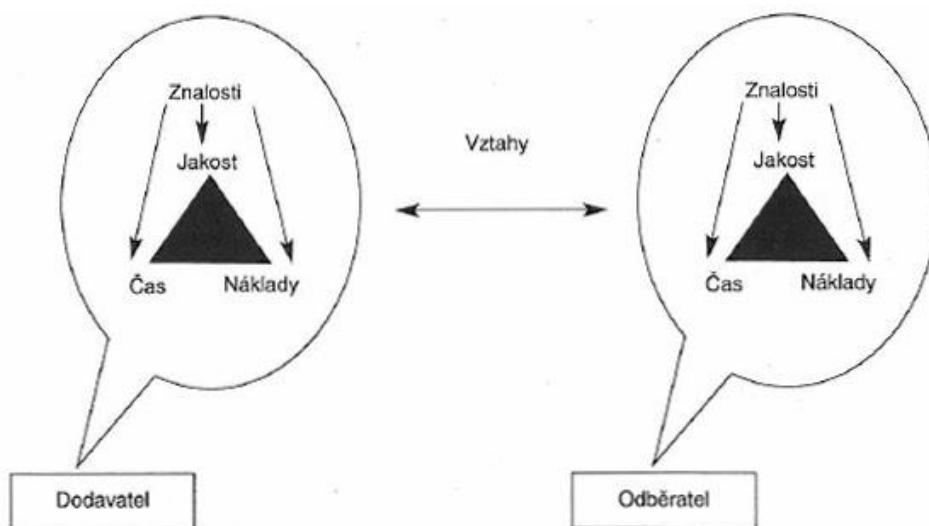 Znalosti
Jakost
Čas
Náklady
Vztahy
Znalosti
Jakost
Čas
Náklady
Dodavatel
Odběratel